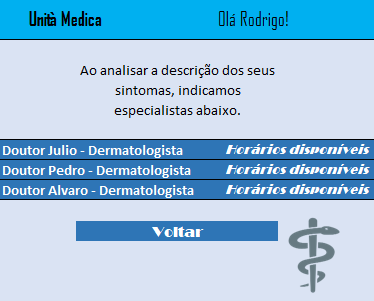 Unità Medica Olá Rodrigo!
Ao analisar a descrição dos seus
sintomas, indicamos
especialistas abaixo.
Doutor Julio - Dermatologista Horários disponíveis
Doutor Pedro - Dermatologista Horários disponíveis
Doutor Alvaro - Dermatologista Horários disponíveis
Voltar